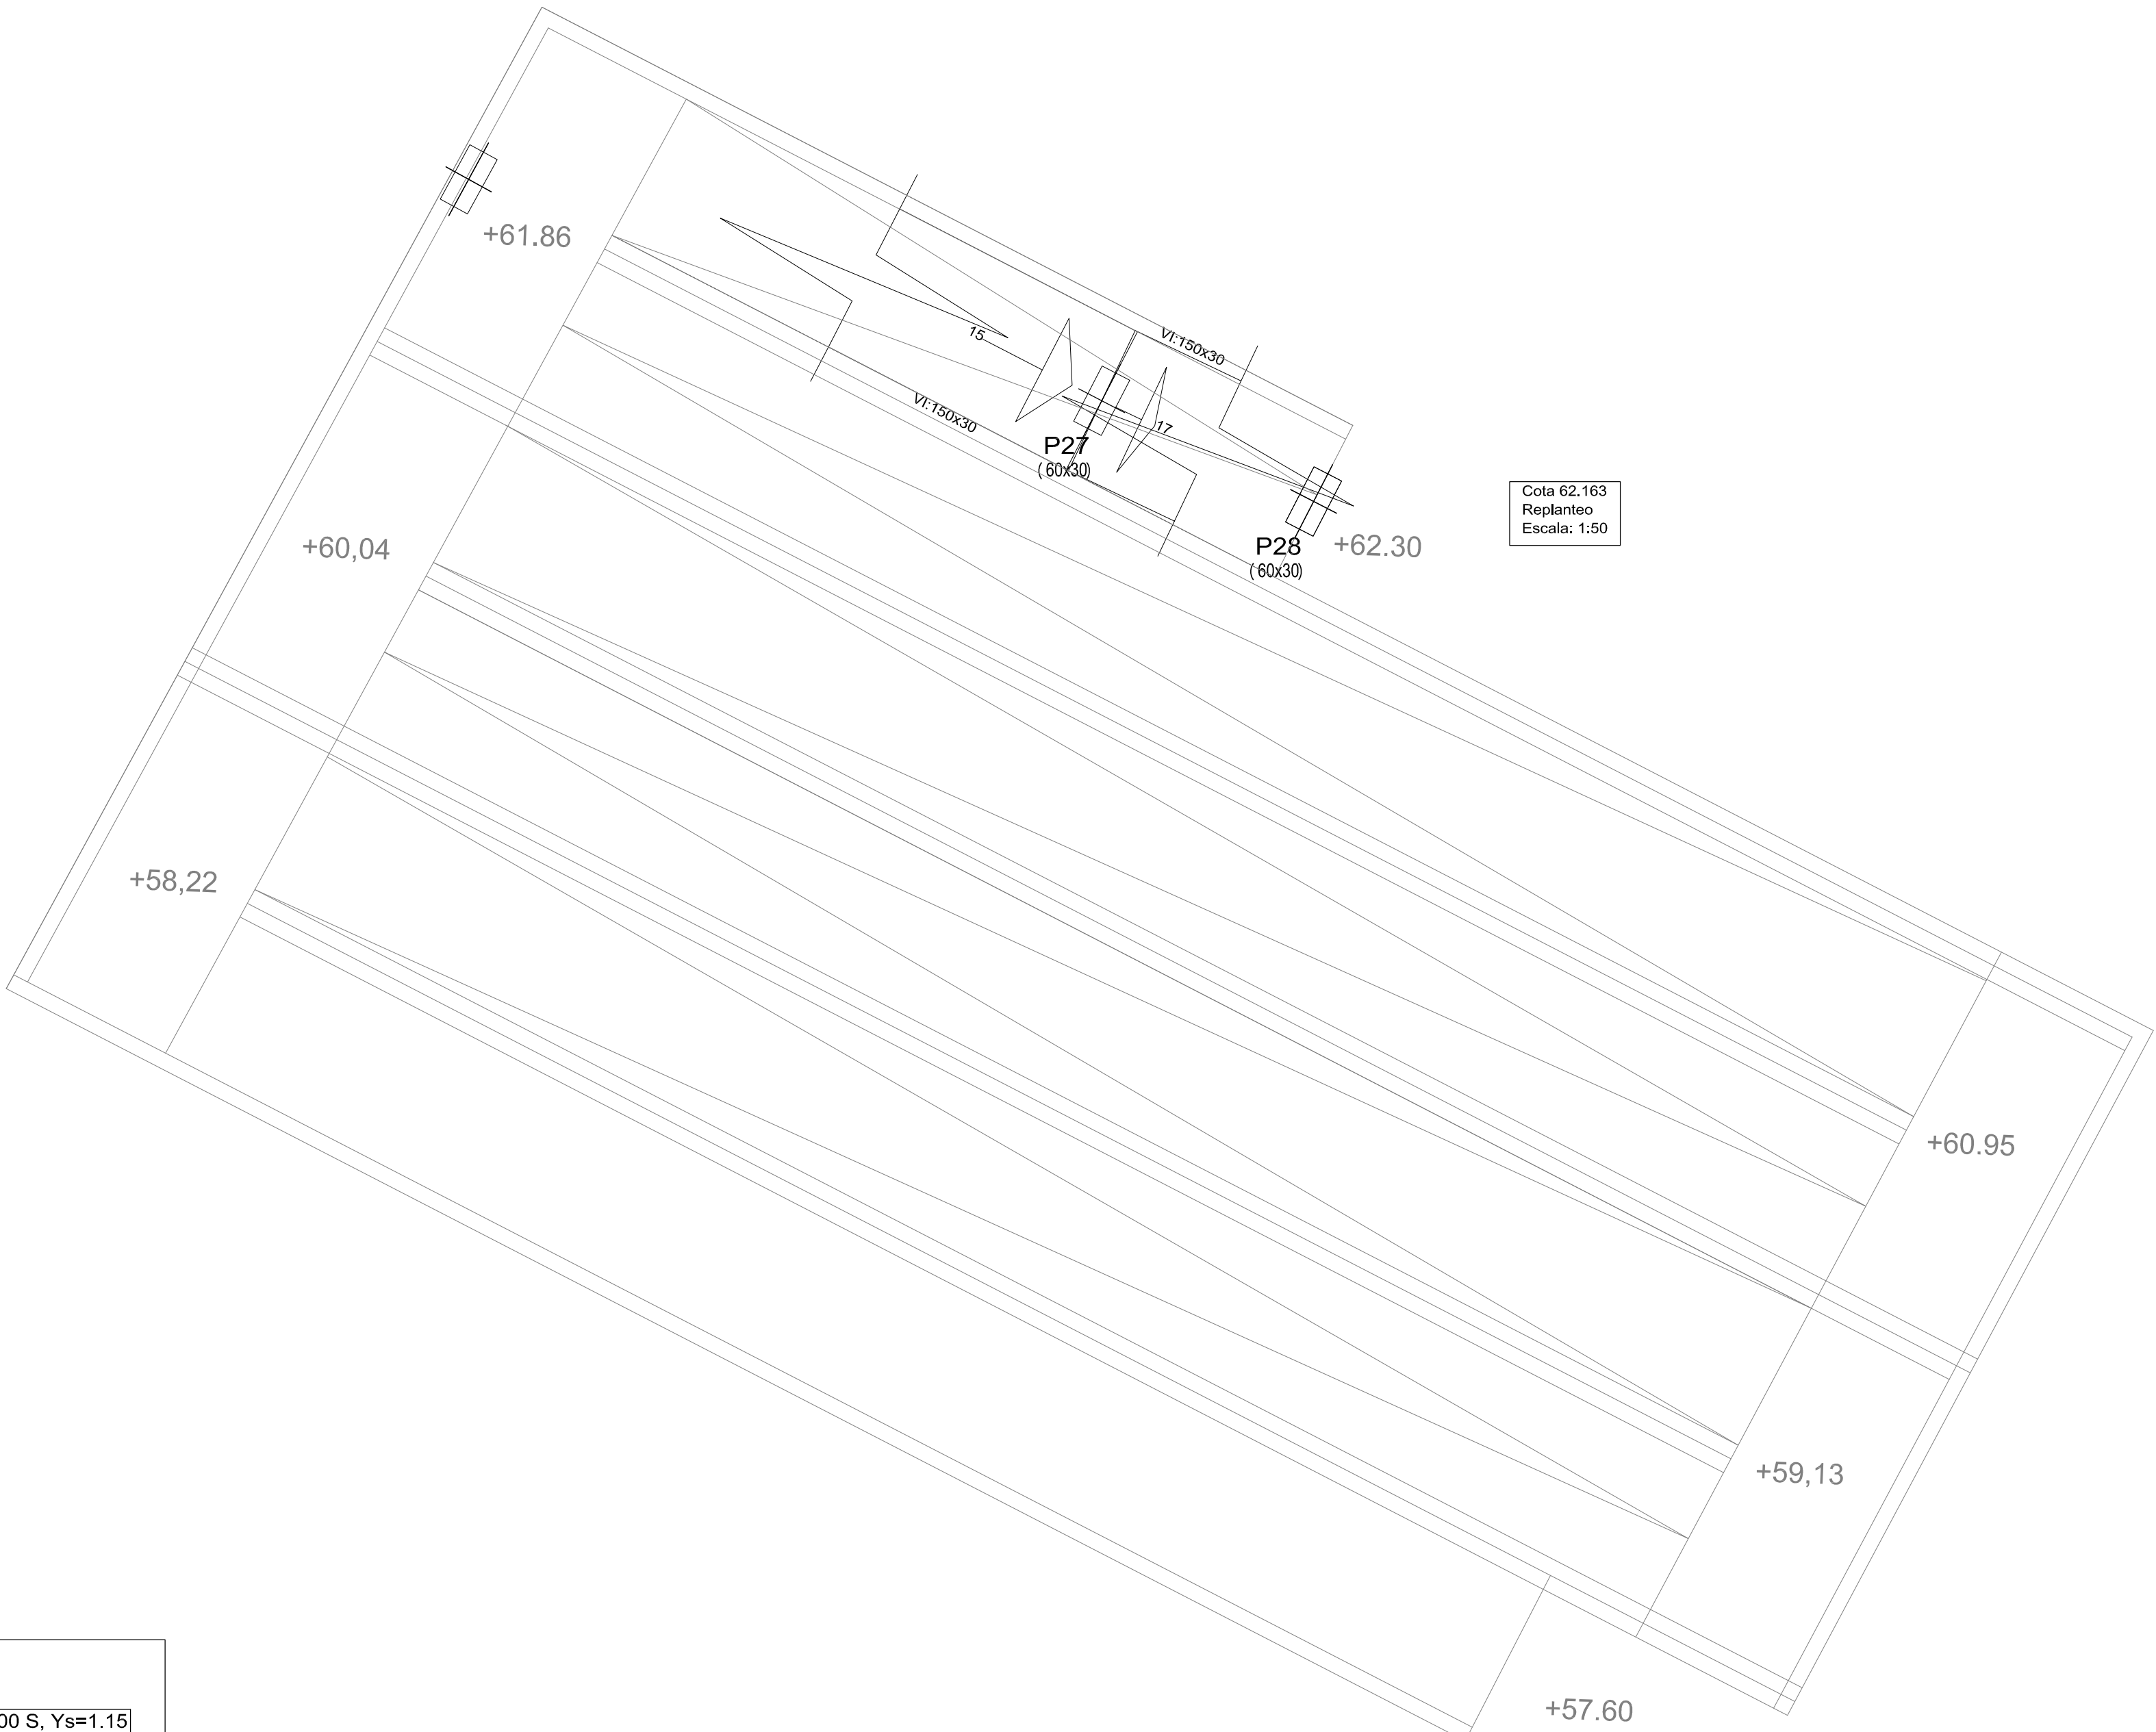 +61.86
15
VI:150x30
VI:150x30
17
P27
( 60x30)
Cota 62.163
Replanteo
Escala: 1:50
P28
( 60x30)
+62.30
+60,04
+58,22
+60.95
+59,13
+57.60
00 S, Ys=1.15